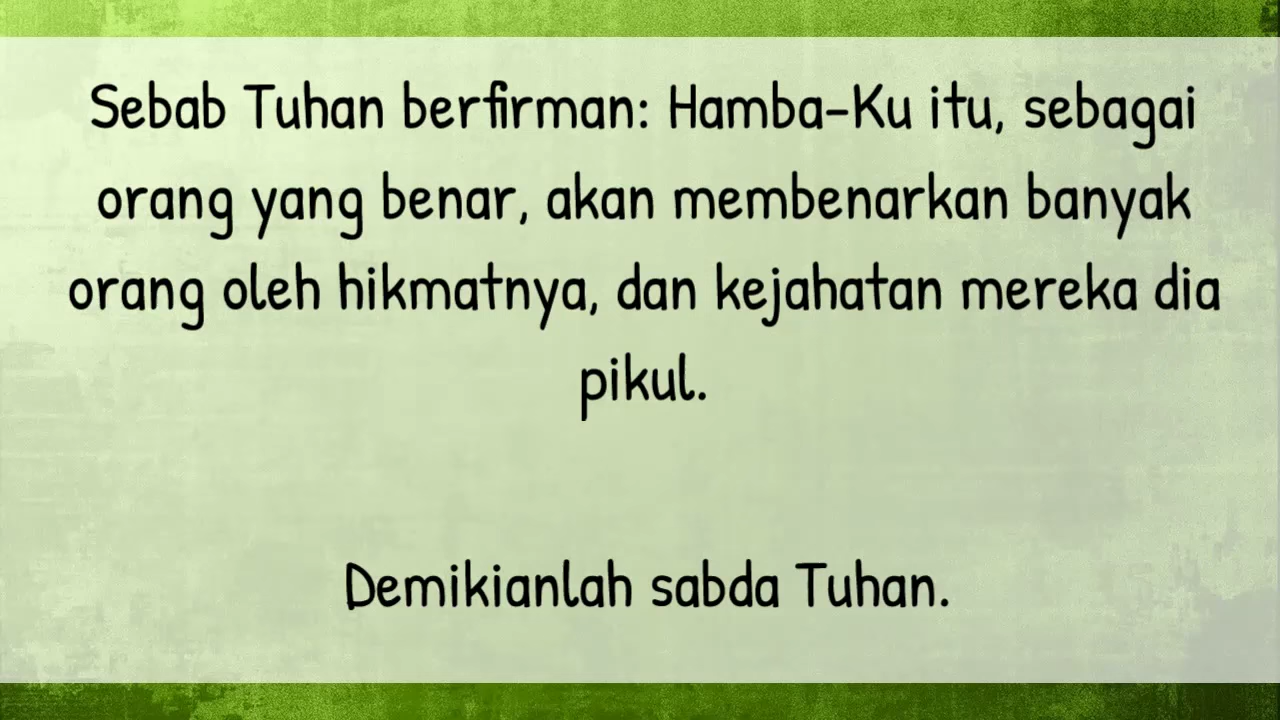 Sebab Tuhan berfirman: Hamba-Ku itu, sebagai
orang yang benar, akan membenarkan banyak
orang oleh hikmatnya, dan kejahatan mereka dia
pikul.
Demikianlah sabda Tuhan.